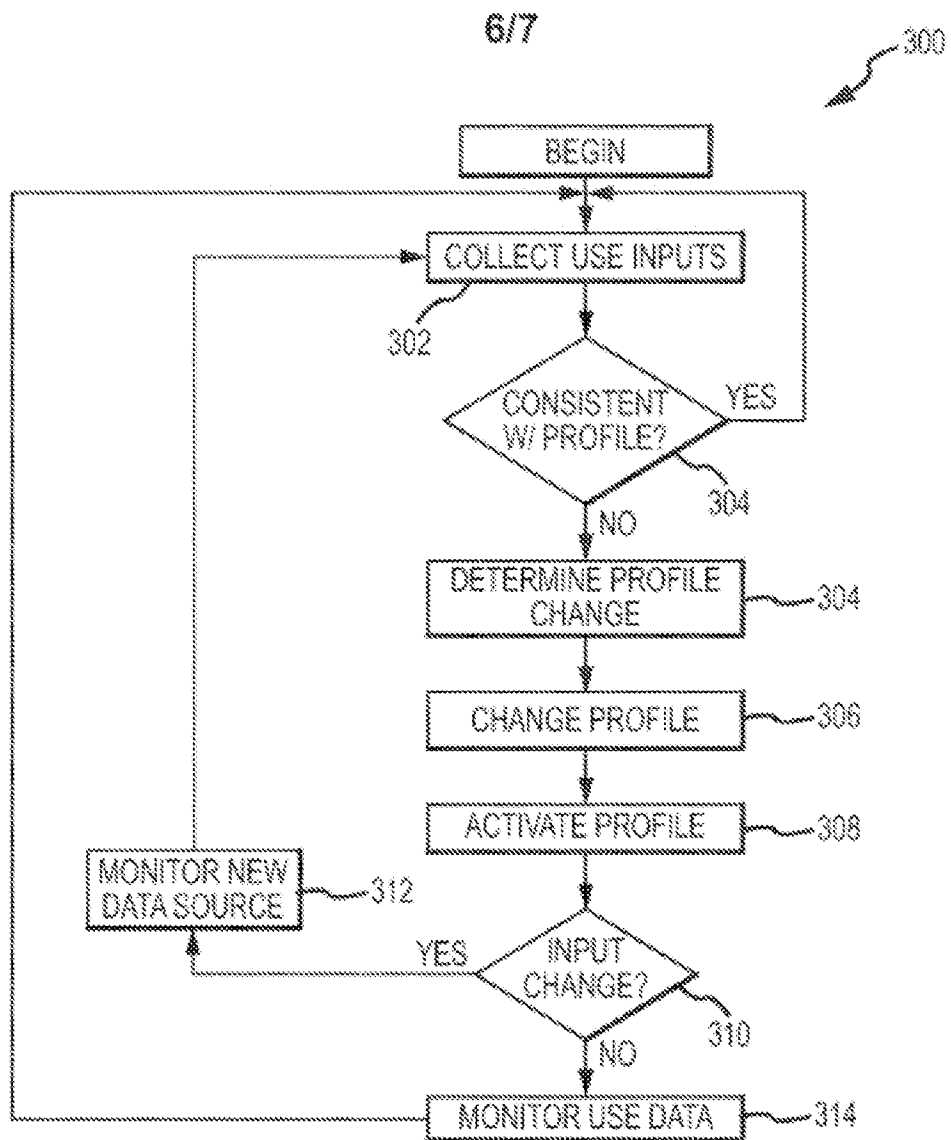 6/7
300
BEGIN
COLLECT USE INPUTS
302
CONSISTENT
W/ PROFILE?
YES
304
NO
DETERMINE PROFILE
CHANGE
304
CHANGE PROFILE
306
ACTIVATE PROFILE
308
MONITOR NEW
DATA SOURCE
312
YES
INPUT
CHANGE?
310
NO
MONITOR USE DATA
314